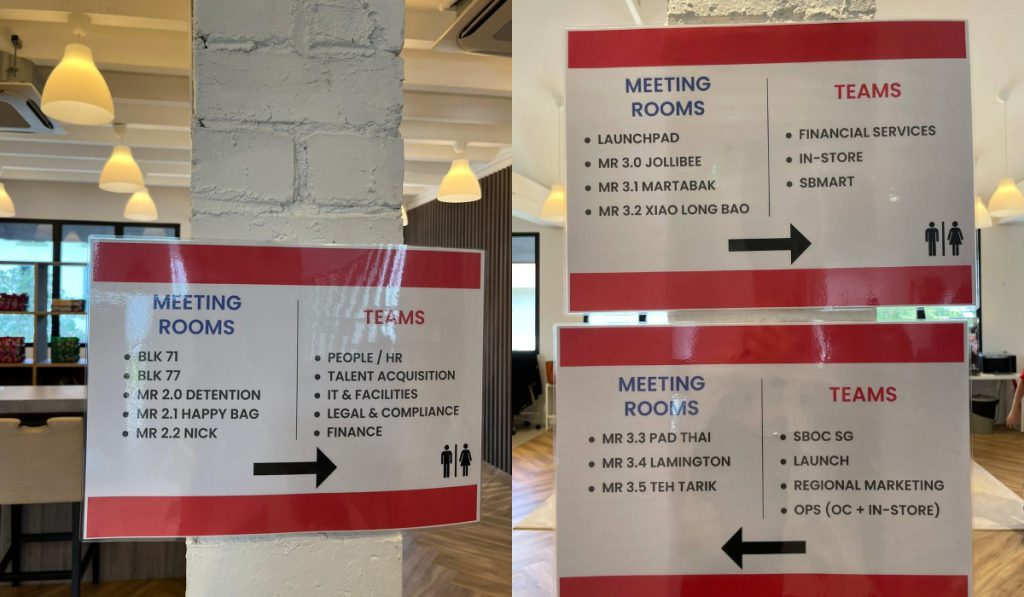 MEETING
ROOMS
BLK 71
BLK 77
MR 2.0 DETENTION
MR 2.1 HAPPY BAG
MR 2.2 NICK
TEAMS
PEOPLE / HR
TALENT ACQUISITION
IT & FACILITIES
LEGAL & COMPLIANCE
FINANCE
MEETING
ROOMS
LAUNCHPAD
MR 3.0 JOLLIBEE
MR 3.1 MARTABAK
MR 3.2 XIAO LONG BAO
TEAMS
FINANCIAL SERVICES
IN-STORE
SBMART
MEETING
ROOMS
MR 3.3 PAD THAI
MR 3.4 LAMINGTON
MR 3.5 TEH TARIK
TEAMS
SBOC SG
LAUNCH
REGIONAL MARKETING
OPS (OC + IN-STORE)